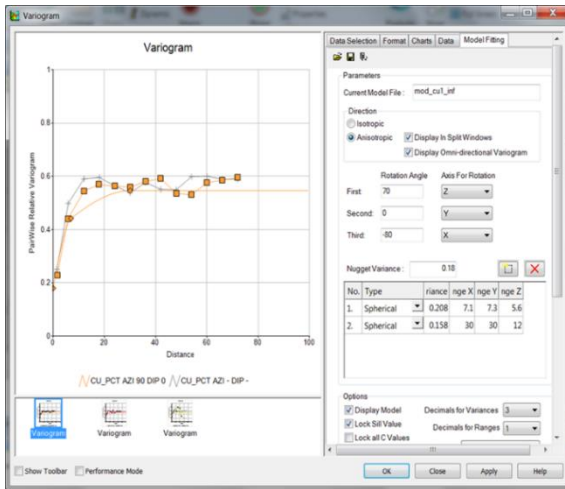 Variogram
Variogram
PairWise Relative Variogram
1
0.8
0.6
0.4
0.2
0
0 20 40 60 80 100
Distance
CU_PCT AZI 90 DIP 0 CU_PCT AZI - DIP -
Variogram Variogram Variogram
Show Toolbar Performance Mode
Data Selection Format Charts Data Model Fitting
Parameters
Current Model File : mod_cu1_inf
Direction
Isotropic
Anisotropic Display In Split Windows
Display Omni-directional Variogram
Rotation Angle Axis For Rotation
First: 70 Z
Second: 0 Y
Third: -80 X
Nugget Variance : 0.18
No. Type riance nge X nge Y nge Z
1. Spherical 0.208 7.1 7.3 5.6
2. Spherical 0.158 30 30 12
Options
Display Model Decimals for Variances 3
Lock Sill Value Decimals for Ranges 1
Lock all C Values
OK Close Apply Help